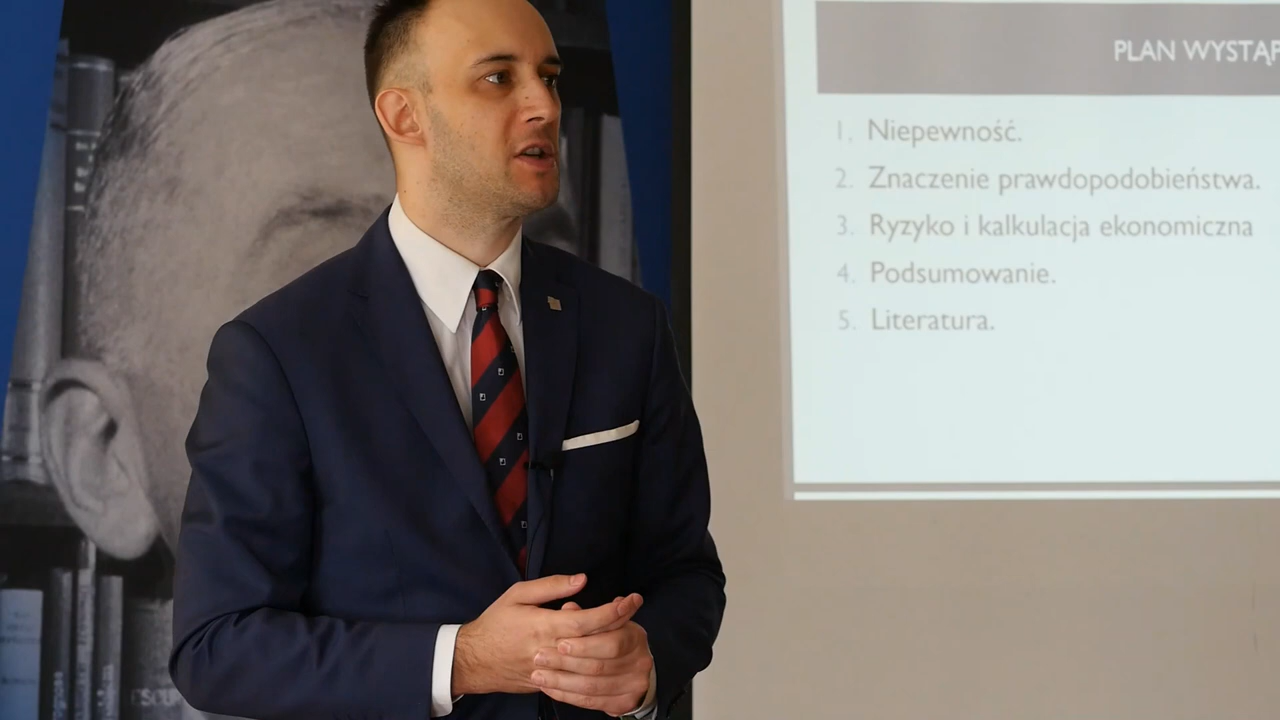 PLAN WYSTĄP
1. Niepewność.
2. Znaczenie prawdopodobieństwa.
3. Ryzyko i kalkulacja ekonomiczna
4. Podsumowanie.
5. Literatura.